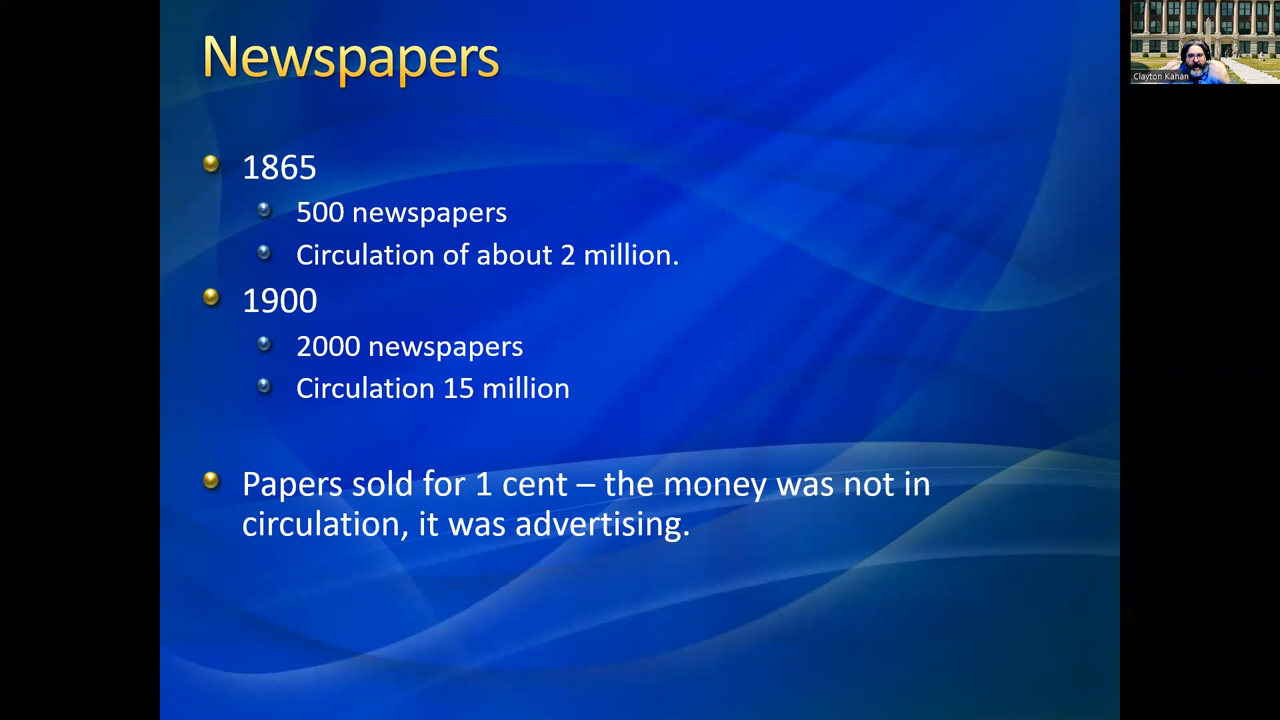 Newspapers
Clayton Kahan
1865
500 newspapers
Circulation of about 2 million.
1900
2000 newspapers
Circulation 15 million
Papers sold for 1 cent – the money was not in
circulation, it was advertising.